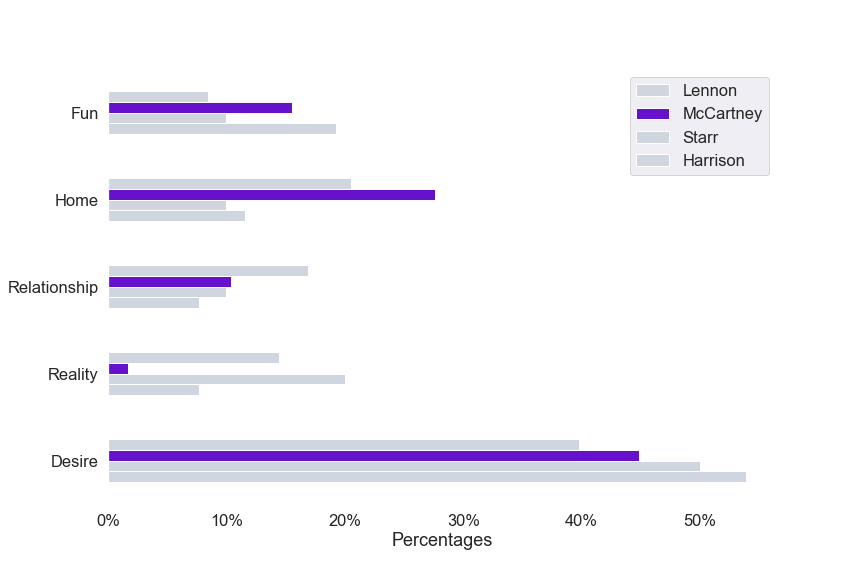 Lennon
McCartney
Starr
Harrison
Fun
Home
Relationship
Reality
Desire
0% 10% 20% 30% 40% 50%
Percentages